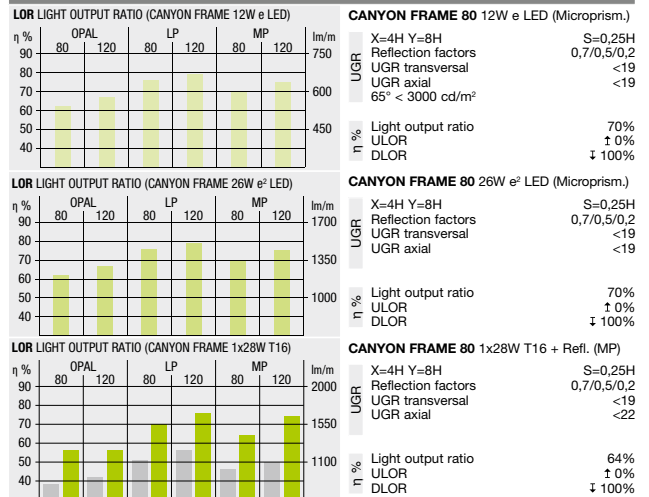 LOR LIGHT OUTPUT RATIO (CANYON FRAME 12W e LED)
η % OPAL LP MP lm/m
80 120 80 120 80 120
90 750
80
70 600
60
50 450
40
CANYON FRAME 80 12W e LED (Microprism.)
UGR
X=4H Y=8H S=0,25H
Reflection factors 0,7/0,5/0,2
UGR transversal <19
UGR axial <19
65° < 3000 cd/m²
η %
Light output ratio 70%
ULOR ↥ 0%
DLOR ↧ 100%
LOR LIGHT OUTPUT RATIO (CANYON FRAME 26W e² LED)
η % OPAL LP MP lm/m
80 120 80 120 80 120
90 1700
80
70 1350
60
50 1000
40
CANYON FRAME 80 26W e² LED (Microprism.)
UGR
X=4H Y=8H S=0,25H
Reflection factors 0,7/0,5/0,2
UGR transversal <19
UGR axial <19
η %
Light output ratio 70%
ULOR ↥ 0%
DLOR ↧ 100%
LOR LIGHT OUTPUT RATIO (CANYON FRAME 1x28W T16)
η % OPAL LP MP lm/m
80 120 80 120 80 120
90 2000
80
70 1550
60
50 1100
40
CANYON FRAME 80 1x28W T16 + Refl. (MP)
UGR
X=4H Y=8H S=0,25H
Reflection factors 0,7/0,5/0,2
UGR transversal <19
UGR axial <22
η %
Light output ratio 64%
ULOR ↥ 0%
DLOR ↧ 100%